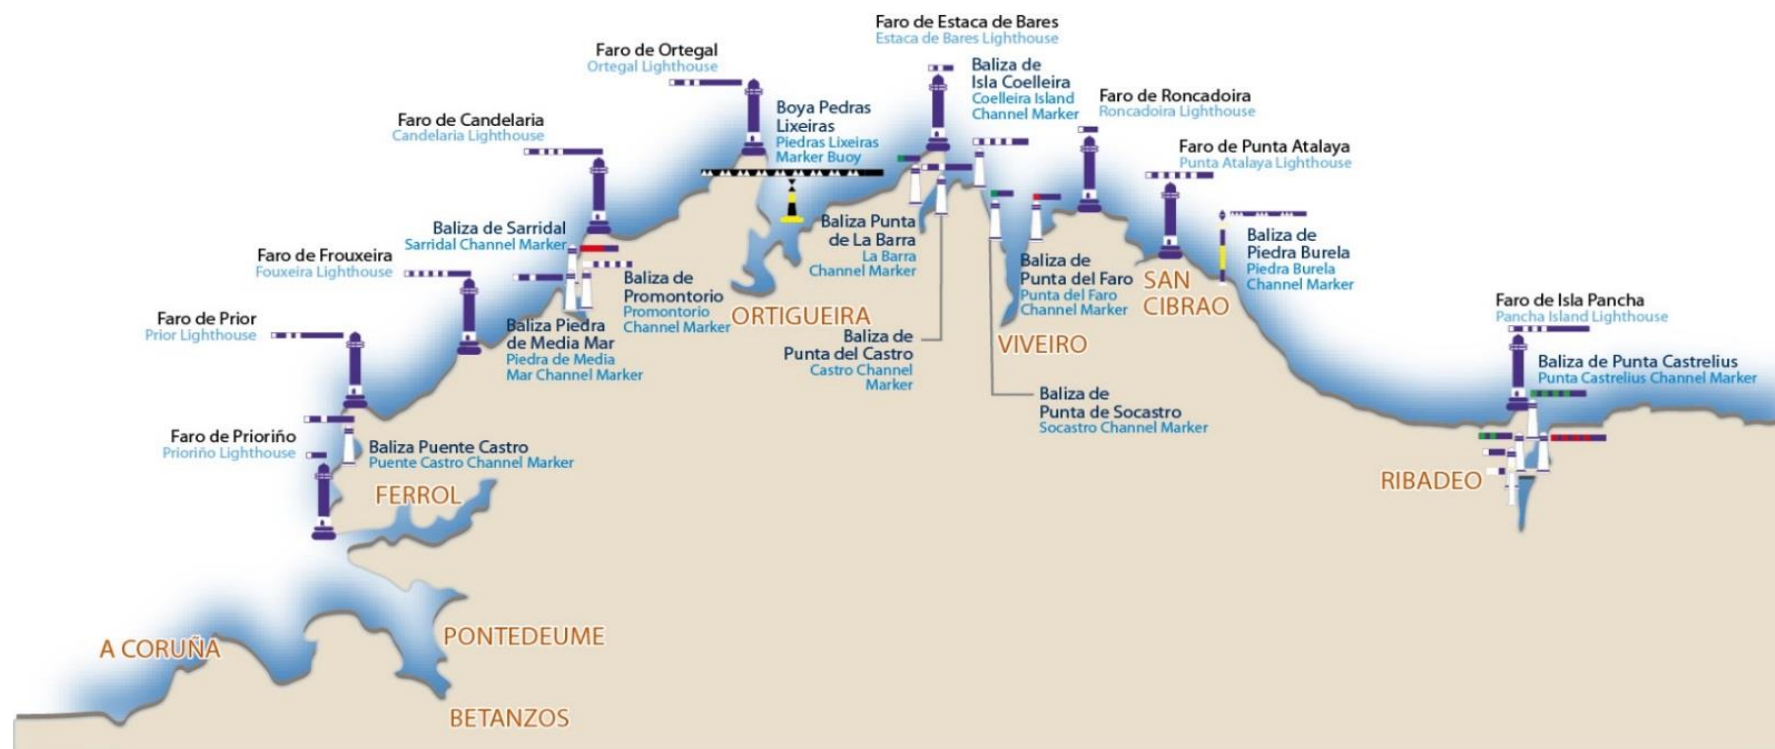 Faro de Estaca de Bares
Estaca de Bares Lighthouse
Faro de Ortegal
Ortegal Lighthouse
Baliza de
Isla Coelleira
Coelleira Island
Channel Marker
Faro de Roncadoira
Roncadoira Lighthouse
Boya Pedras
Lixeiras
Piedras Lixeiras
Marker Buoy
Faro de Candelaria
Candelaria Lighthouse
Faro de Punta Atalaya
Punta Atalaya Lighthouse
Baliza de Sarridal
Sarridal Channel Marker
Baliza Punta
de La Barra
La Barra
Channel Marker
Baliza de
Piedra Burela
Piedra Burela
Channel Marker
Faro de Frouxeira
Fouxeira Lighthouse
Baliza de
Promontorio
Promontorio
Channel Marker
Baliza de
Punta del Faro
Punta del Faro
Channel Marker
SAN
CIBRAO
ORTIGUEIRA
Faro de Isla Pancha
Pancha Island Lighthouse
Faro de Prior
Prior Lighthouse
Baliza Piedra
de Media Mar
Piedra de Media
Mar Channel Marker
Baliza de
Punta del Castro
Castro Channel
Marker
VIVEIRO
Baliza de Punta Castrelius
Punta Castrelius Channel Marker
Baliza de
Punta de Socastro
Socastro Channel Marker
Faro de Prioriño
Prioriño Lighthouse
Baliza Puente Castro
Puente Castro Channel Marker
FERROL
RIBADEO
A CORUÑA
PONTEDEUME
BETANZOS